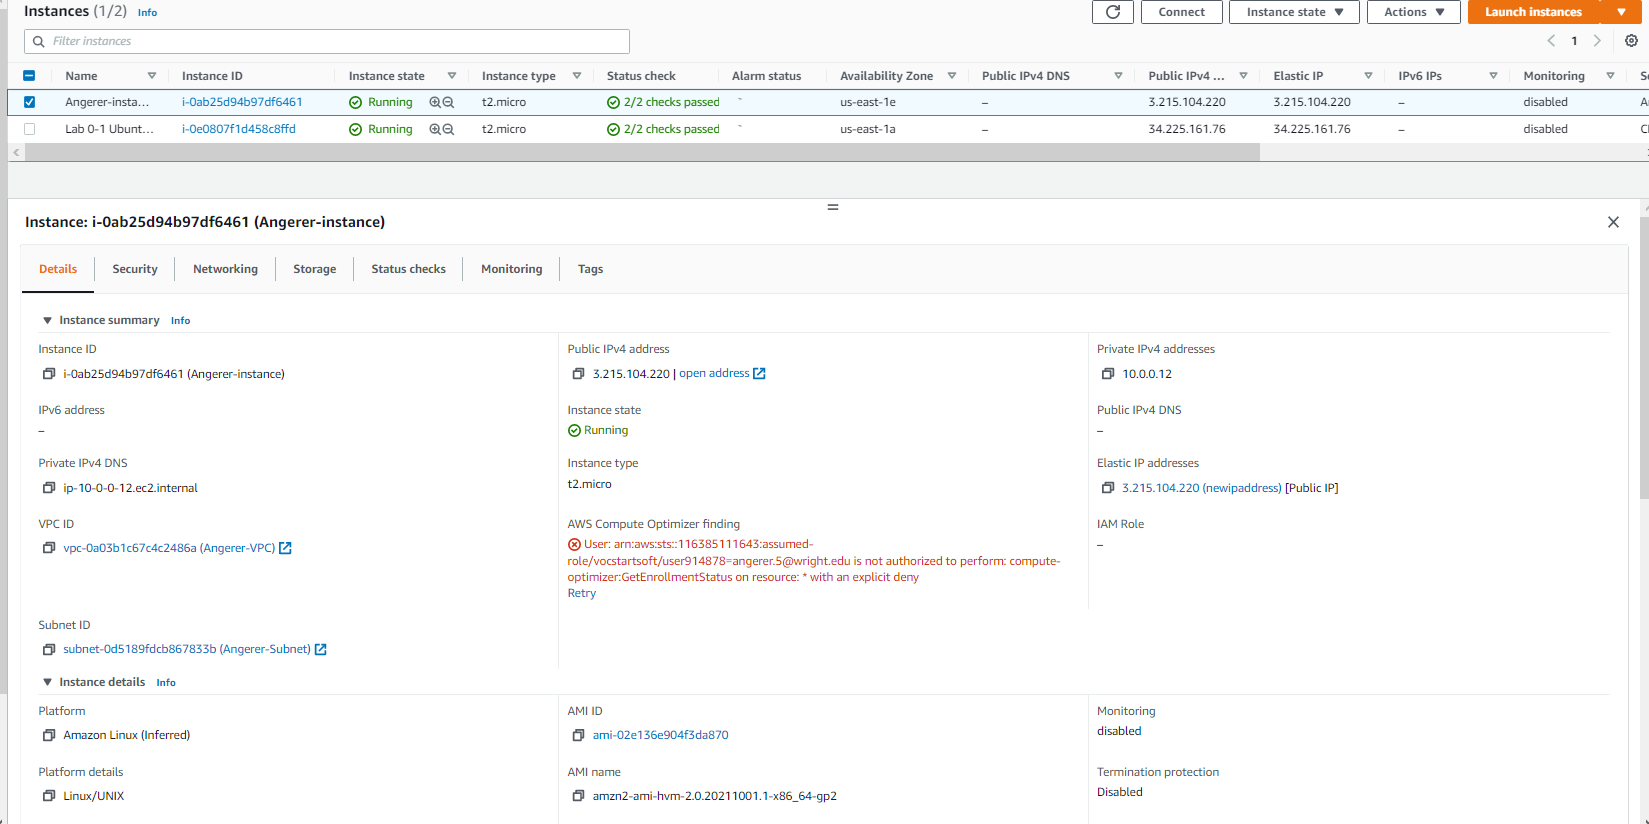 Instances (1/2) Info
Connect Instance state Actions Launch instances
Filter instances
1
Name Instance ID Instance state Instance type Status check Alarm status Availability Zone Public IPv4 DNS Public IPv4 ... Elastic IP IPv6 IPs Monitoring
Angerer-insta... i-0ab25d94b97df6461 Running t2.micro 2/2 checks passed us-east-1e – 3.215.104.220 3.215.104.220 – disabled
Lab 0-1 Ubunt... i-0e0807f1d458c8ffd Running t2.micro 2/2 checks passed us-east-1a – 34.225.161.76 34.225.161.76 – disabled
Instance: i-0ab25d94b97df6461 (Angerer-instance)
Details Security Networking Storage Status checks Monitoring Tags
Instance summary Info
Instance ID
i-0ab25d94b97df6461 (Angerer-instance)
Public IPv4 address
3.215.104.220 | open address
Private IPv4 addresses
10.0.0.12
IPv6 address
–
Instance state
Running
Public IPv4 DNS
–
Private IPv4 DNS
ip-10-0-0-12.ec2.internal
Instance type
t2.micro
Elastic IP addresses
3.215.104.220 (newipaddress) [Public IP]
VPC ID
vpc-0a03b1c67c4c2486a (Angerer-VPC)
AWS Compute Optimizer finding
User: arn:aws:sts::116385111643:assumed-
role/vocstartsoft/user914878=angerer.5@wright.edu is not authorized to perform: compute-
optimizer:GetEnrollmentStatus on resource: * with an explicit deny
Retry
IAM Role
–
Subnet ID
subnet-0d5189fdcb867833b (Angerer-Subnet)
Instance details Info
Platform
Amazon Linux (Inferred)
AMI ID
ami-02e136e904f3da870
Monitoring
disabled
Platform details
Linux/UNIX
AMI name
amzn2-ami-hvm-2.0.20211001.1-x86_64-gp2
Termination protection
Disabled